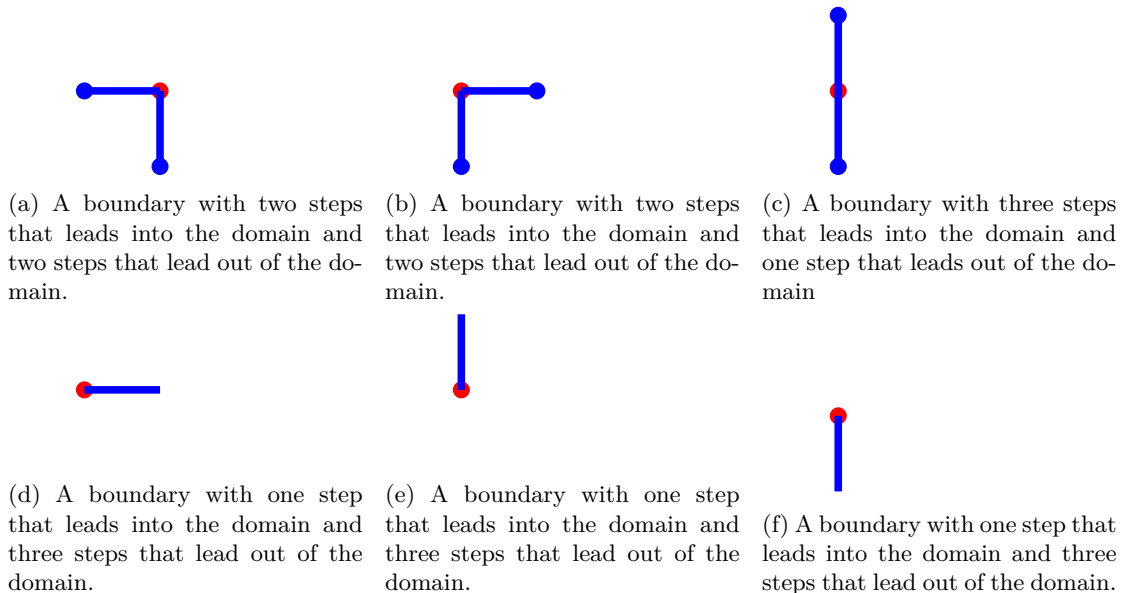 (a) A boundary with two steps
that leads into the domain and
two steps that lead out of the do-
main.
(b) A boundary with two steps
that leads into the domain and
two steps that lead out of the do-
main.
(c) A boundary with three steps
that leads into the domain and
one step that leads out of the do-
main
(d) A boundary with one step
that leads into the domain and
three steps that lead out of the
domain.
(e) A boundary with one step
that leads into the domain and
three steps that lead out of the
domain.
(f) A boundary with one step that
leads into the domain and three
steps that lead out of the domain.